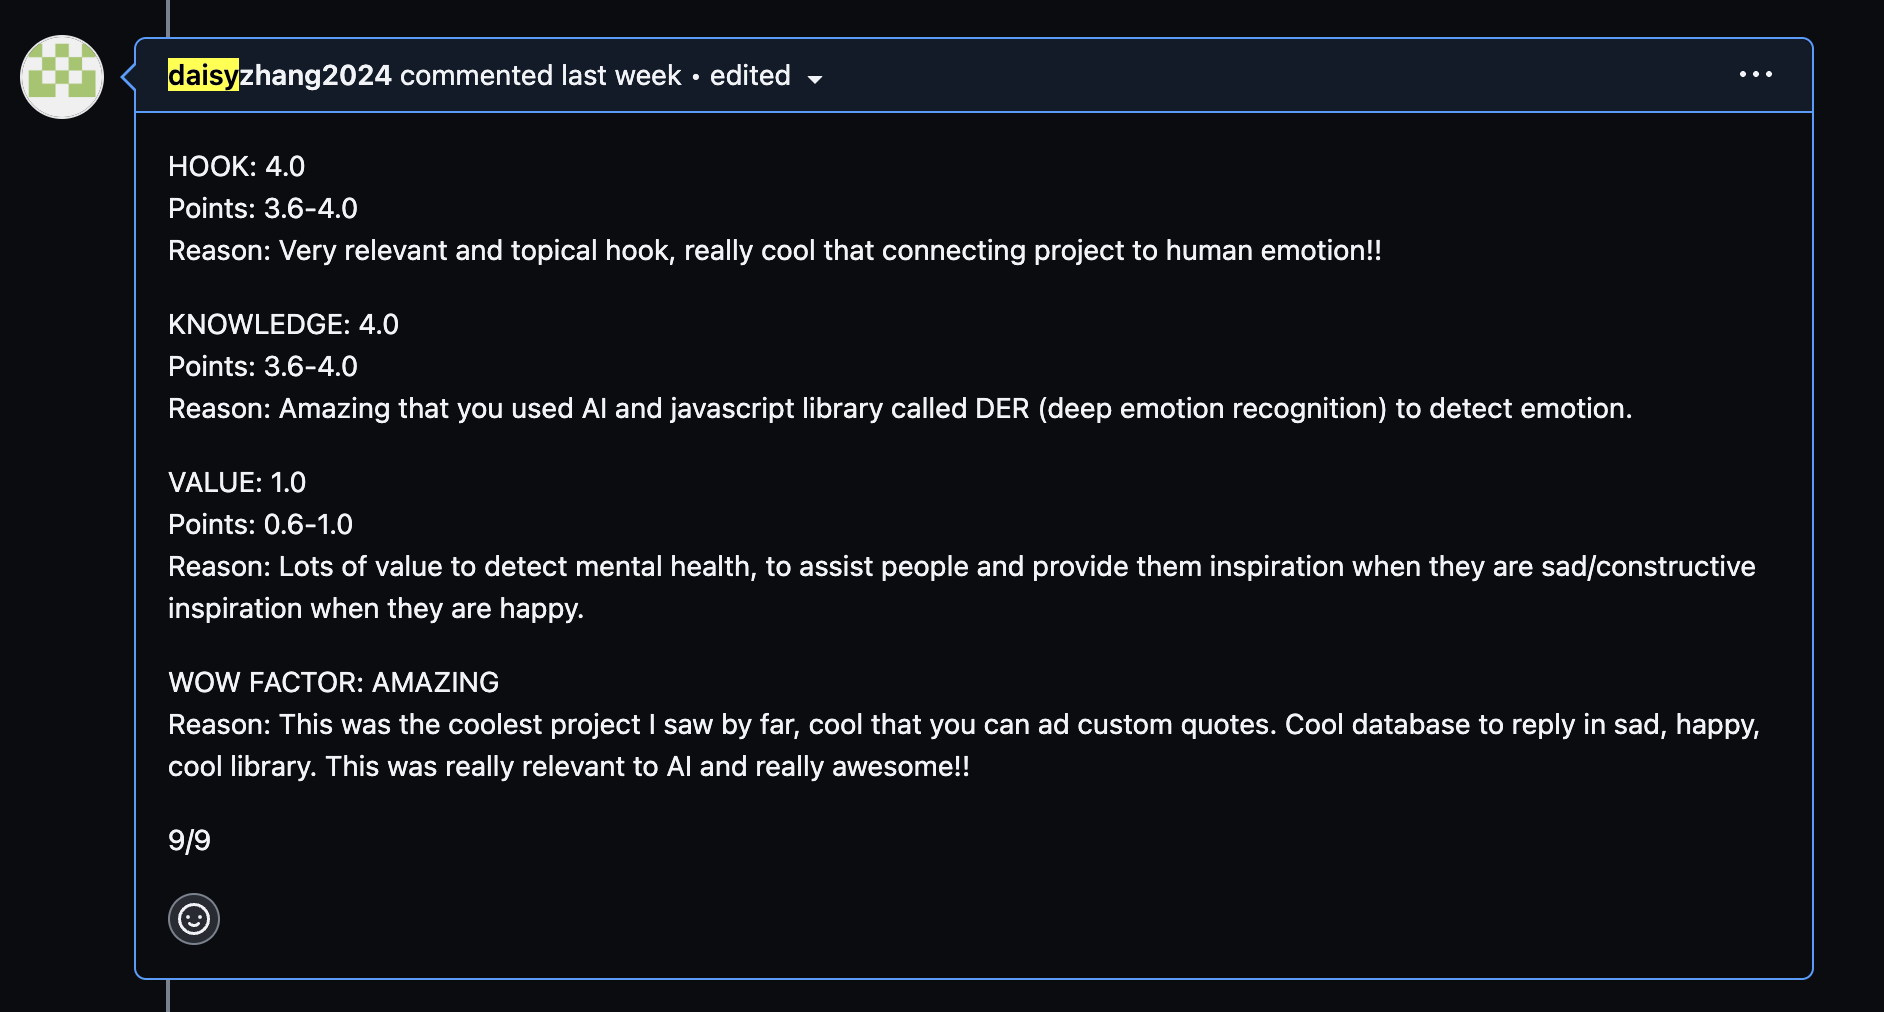 daisyzhang2024 commented last week • edited
HOOK: 4.0
Points: 3.6-4.0
Reason: Very relevant and topical hook, really cool that connecting project to human emotion!!
KNOWLEDGE: 4.0
Points: 3.6-4.0
Reason: Amazing that you used AI and javascript library called DER (deep emotion recognition) to detect emotion.
VALUE: 1.0
Points: 0.6-1.0
Reason: Lots of value to detect mental health, to assist people and provide them inspiration when they are sad/constructive
inspiration when they are happy.
WOW FACTOR: AMAZING
Reason: This was the coolest project I saw by far, cool that you can ad custom quotes. Cool database to reply in sad, happy,
cool library. This was really relevant to AI and really awesome!!
9/9